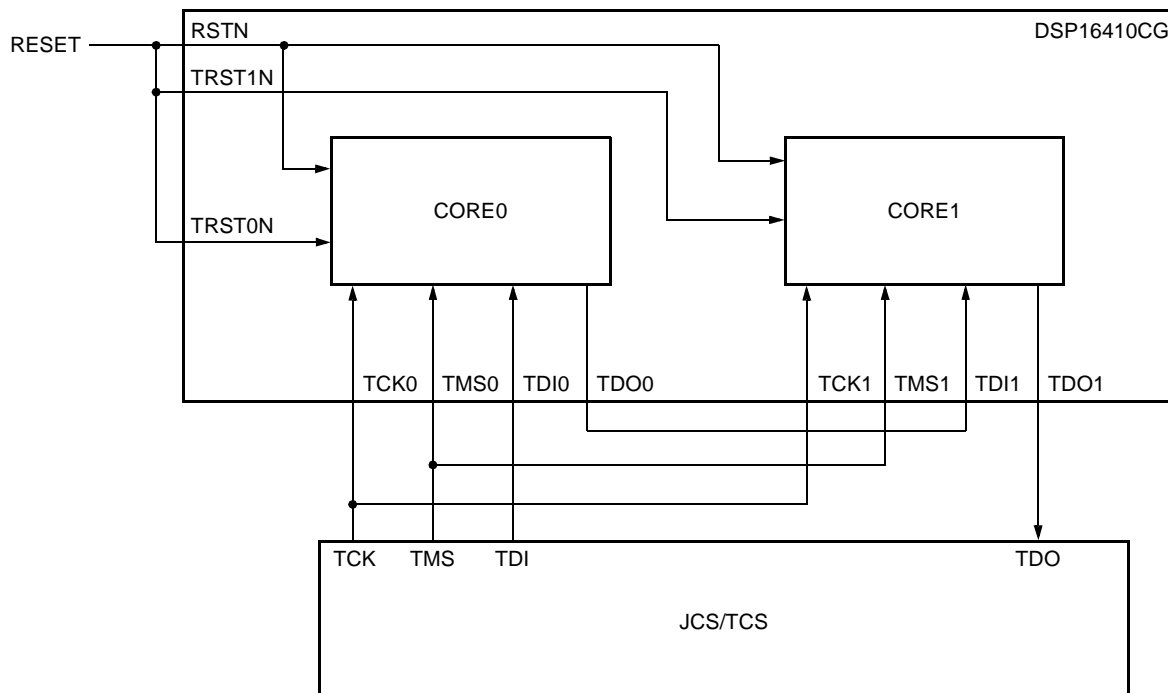 DSP16410CG
RESET
RSTN
TRST1N
CORE0
CORE1
TRST0N
TCK0 TMS0 TDI0 TDO0 TCK1 TMS1 TDI1 TDO1
TCK TMS TDI TDO
JCS/TCS